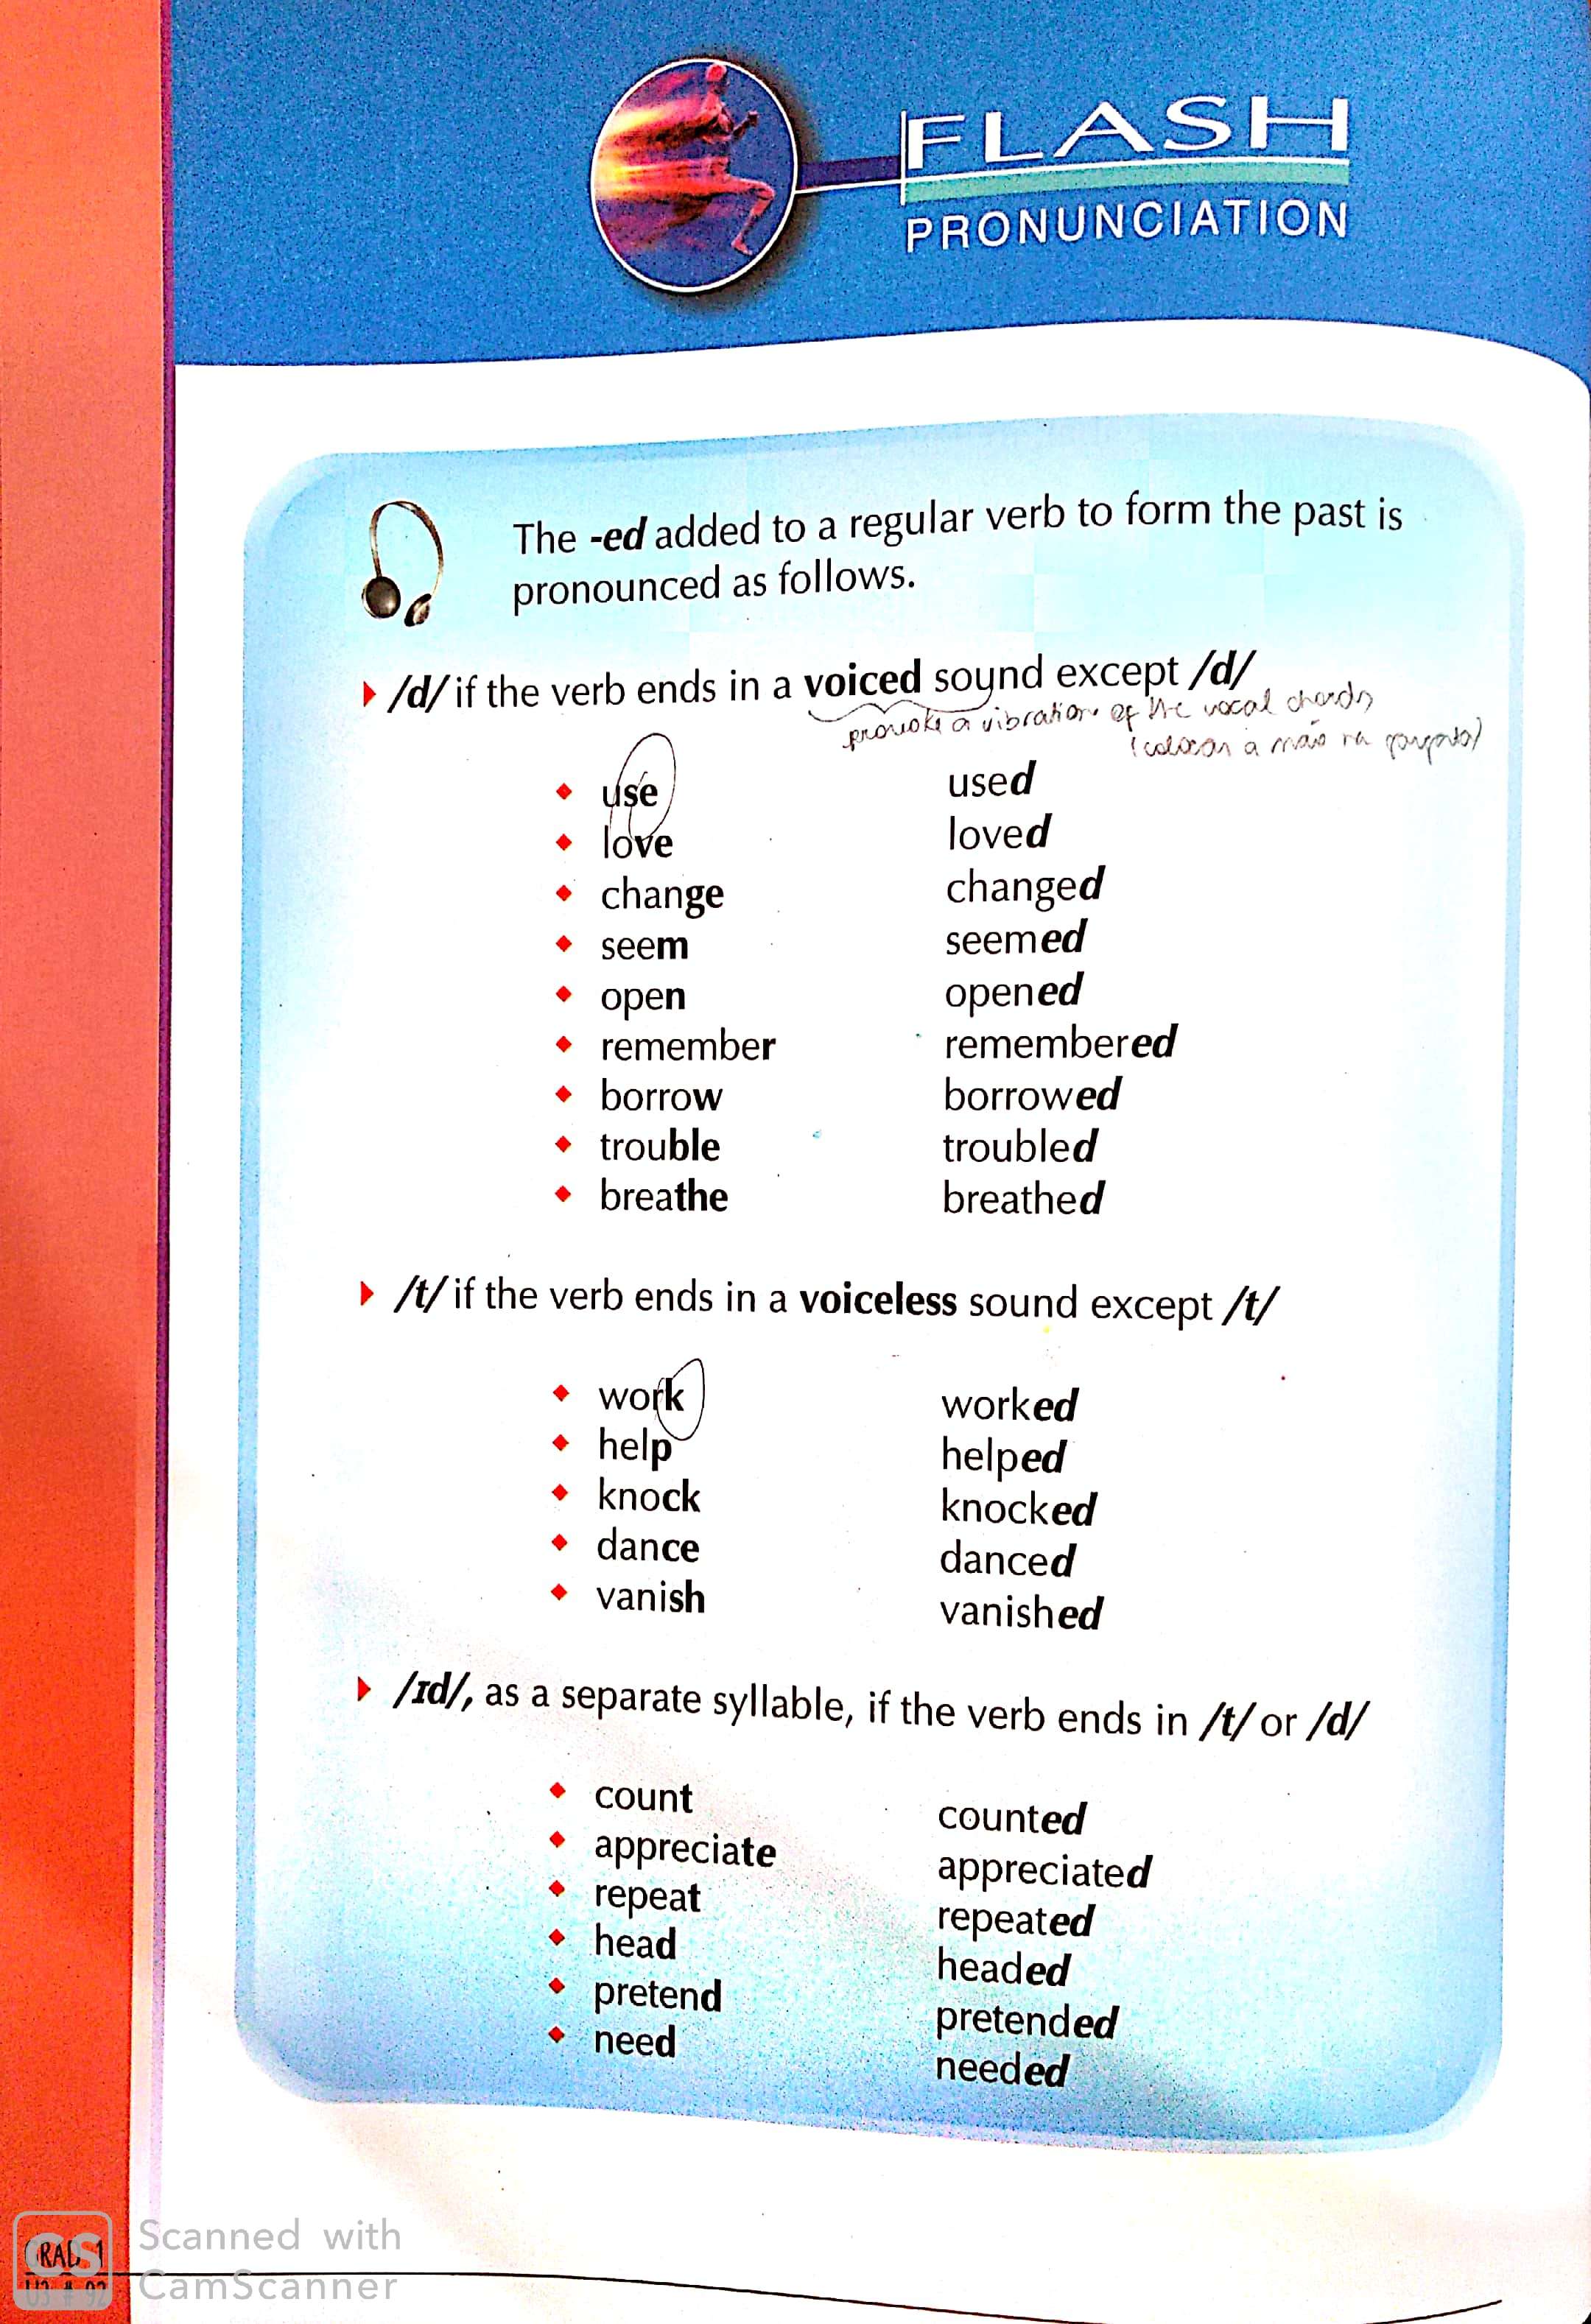 FLASH
PRONUNCIATION
The -ed added to a regular verb to form the past is
pronounced as follows.
/d/ if the verb ends in a voiced sound except /d/
provoke a vibration of the vocal chords
(colocar a mão na garganta)
use used
love loved
change changed
seem seemed
open opened
remember remembered
borrow borrowed
trouble troubled
breathe breathed
/t/ if the verb ends in a voiceless sound except /t/
work worked
help helped
knock knocked
dance danced
vanish vanished
/ɪd/, as a separate syllable, if the verb ends in /t/ or /d/
count counted
appreciate appreciated
repeat repeated
head headed
pretend pretended
need needed
CS
Scanned with
CamScanner